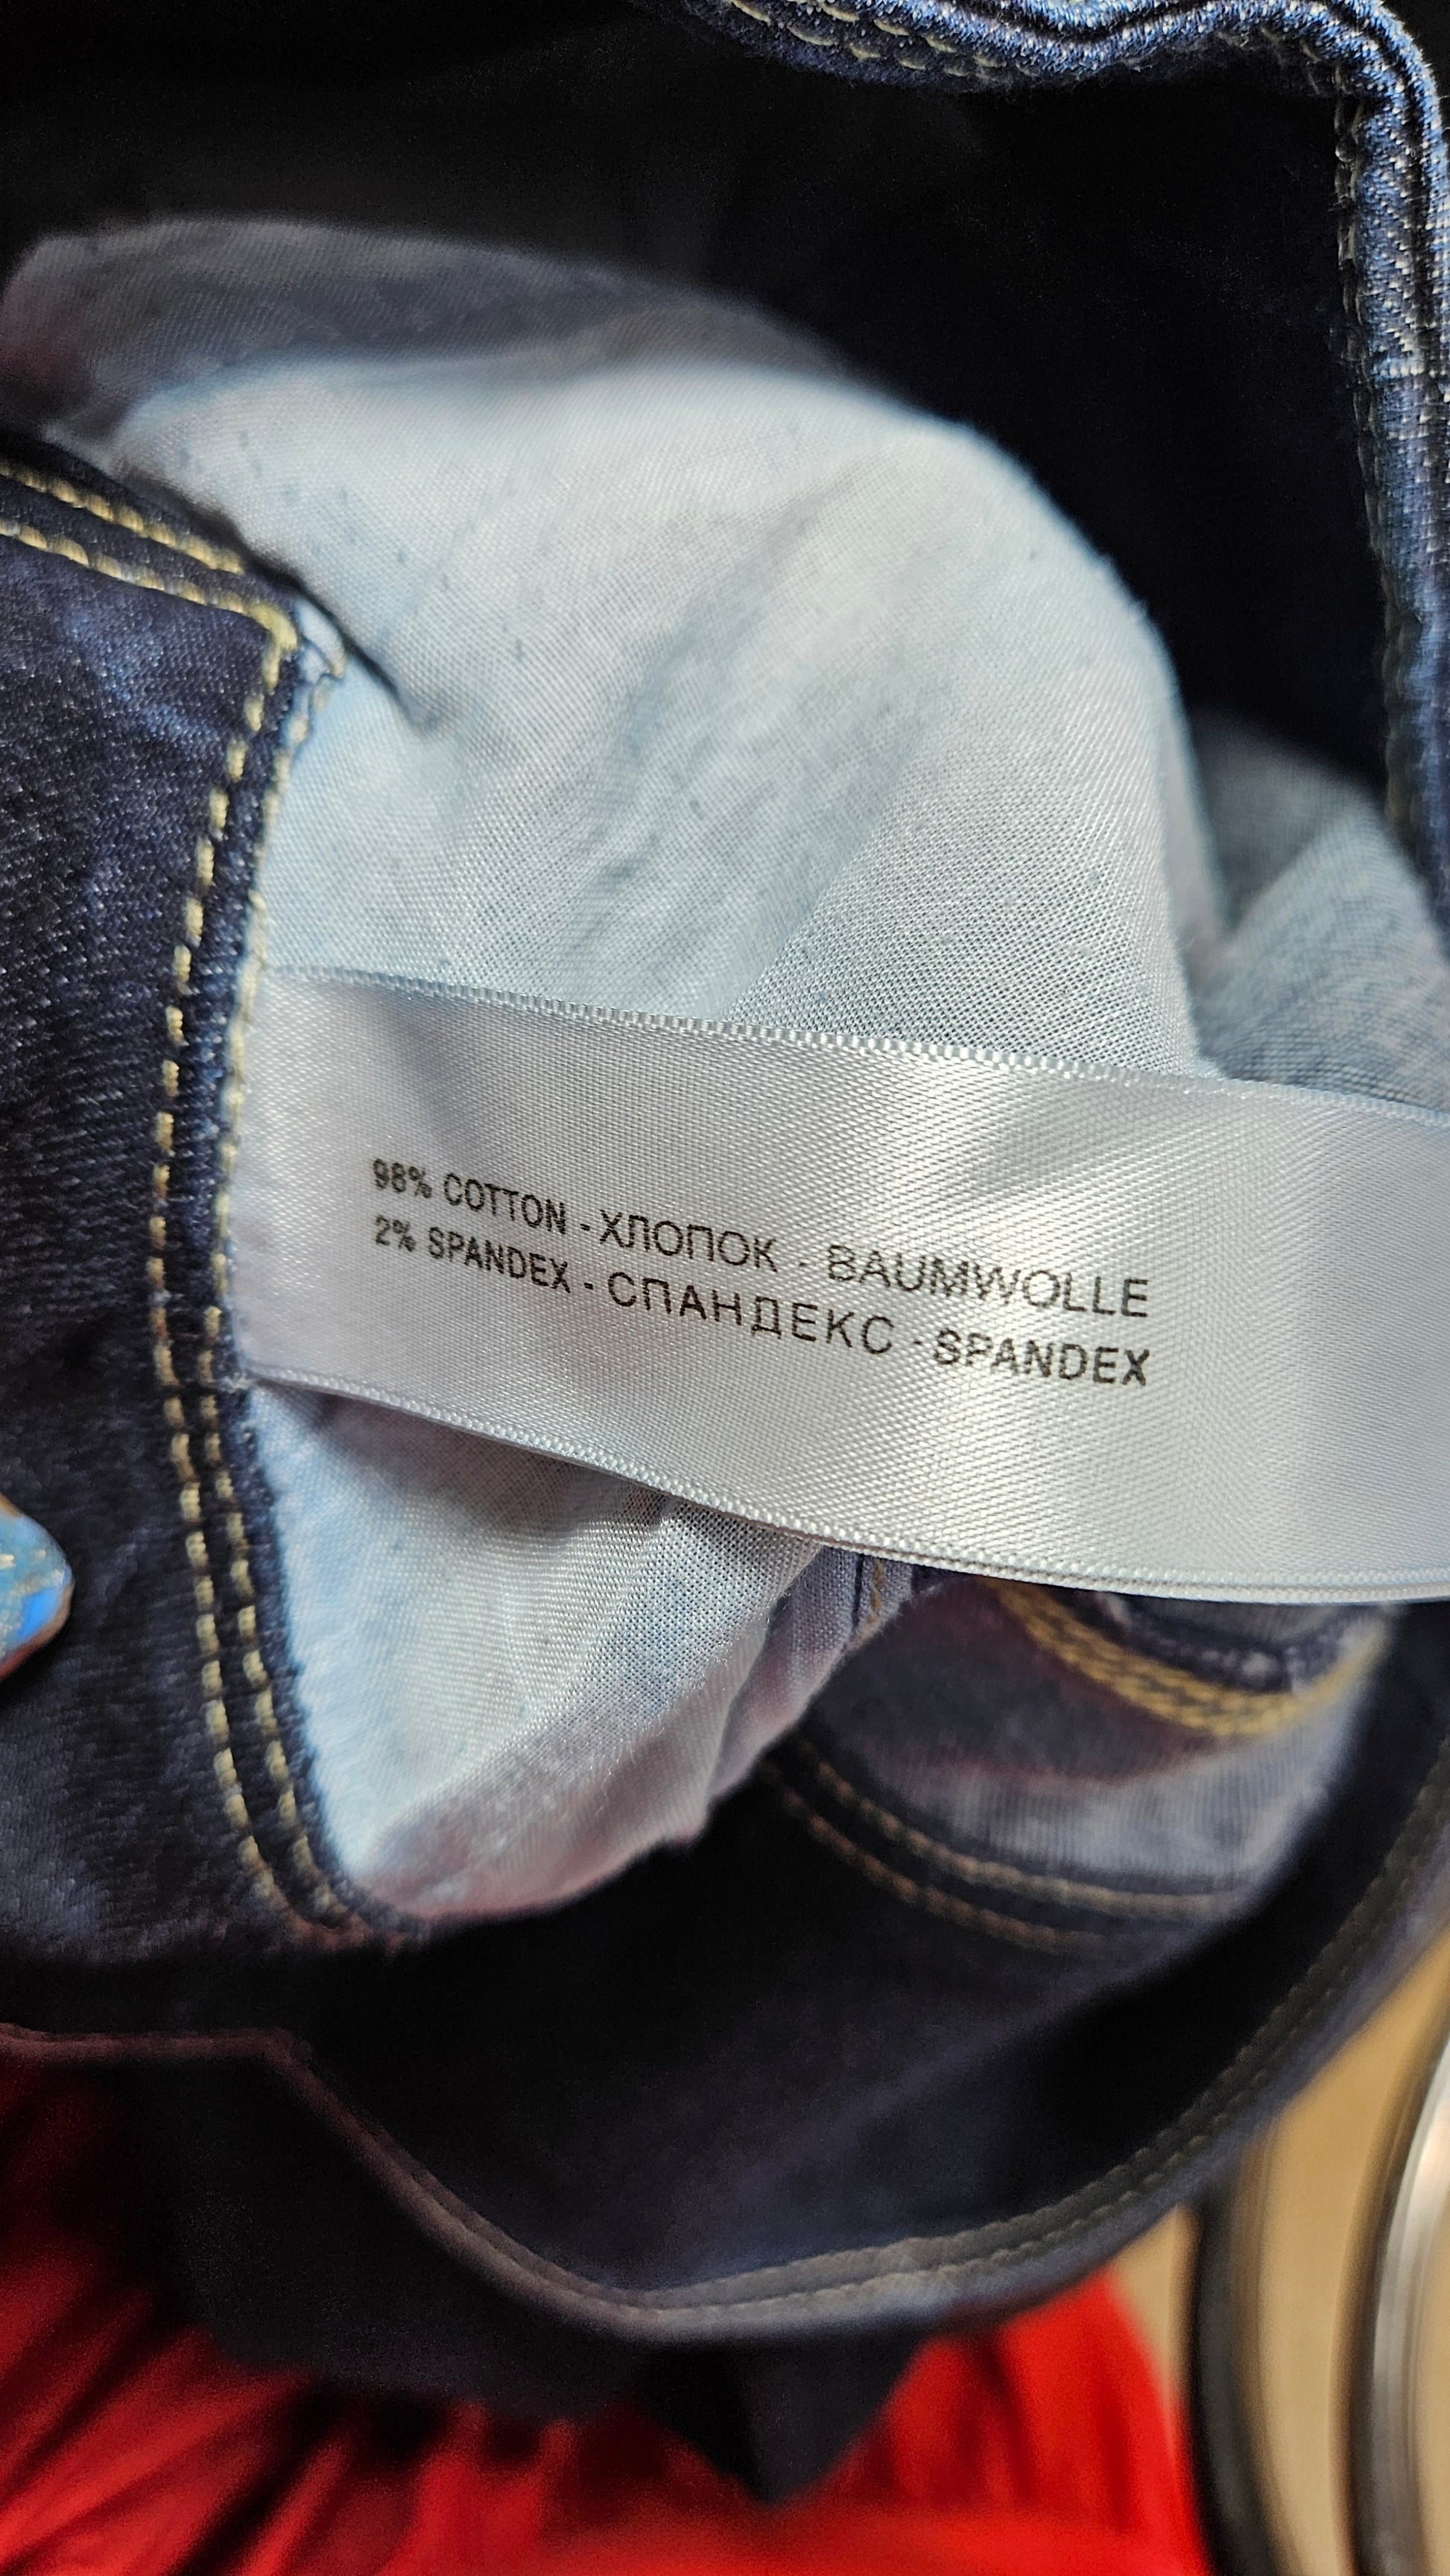 98% COTTON - ХЛОПОК - BAUMWOLLE
2% SPANDEX - СПАНДЕКС - SPANDEX